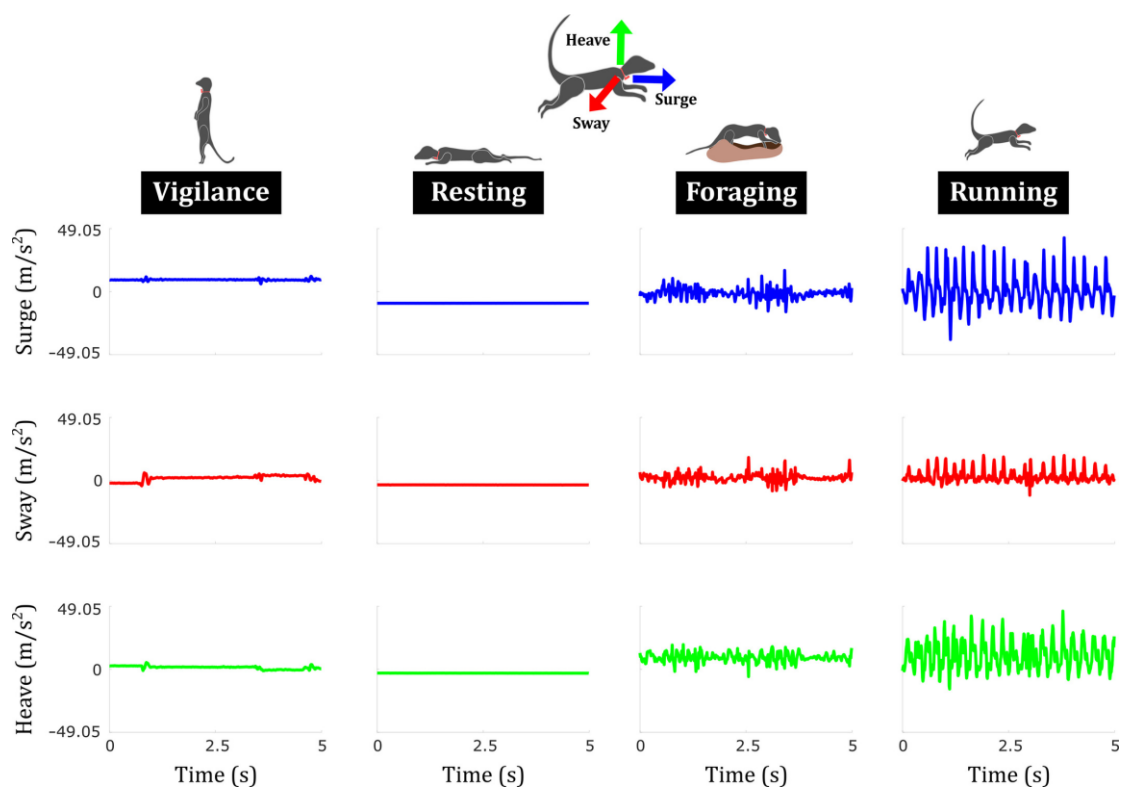 Heave
Surge
Sway
Vigilance Resting Foraging Running
Surge (m/s²)
49.05
0
−49.05
Sway (m/s²)
49.05
0
−49.05
Heave (m/s²)
49.05
0
−49.05
0 2.5 5 0 2.5 5 0 2.5 5 0 2.5 5
Time (s) Time (s) Time (s) Time (s)